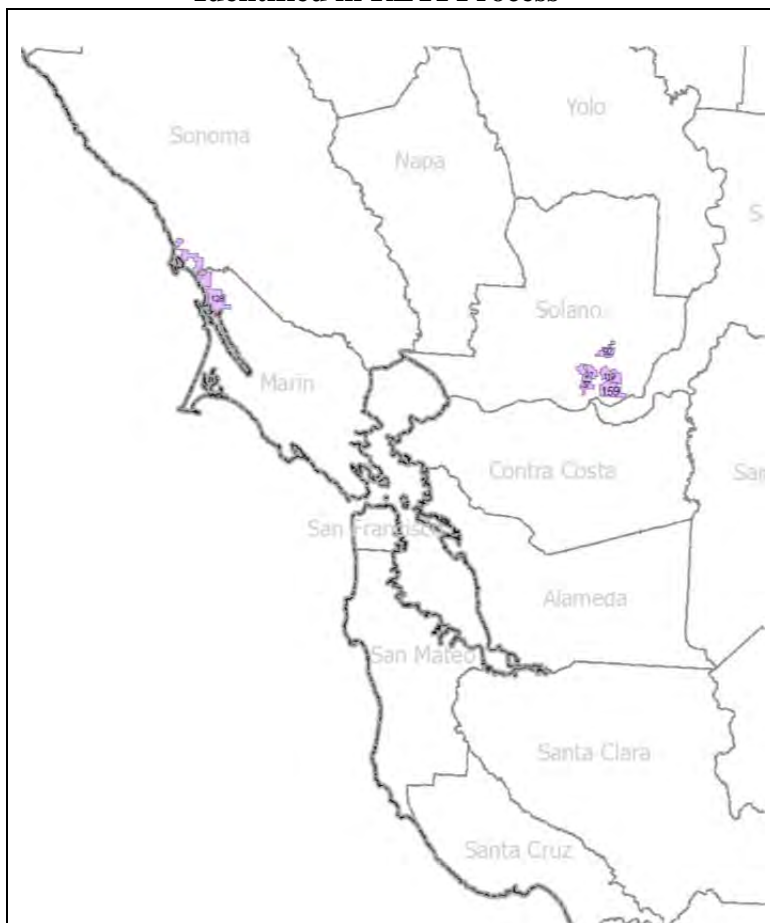 Identified in RETI Process
Yolo
Sonoma
Napa
S
Solano
Marin
159
Contra Costa
San
San Francisco
Alameda
San Mateo
Santa Clara
Santa Cruz